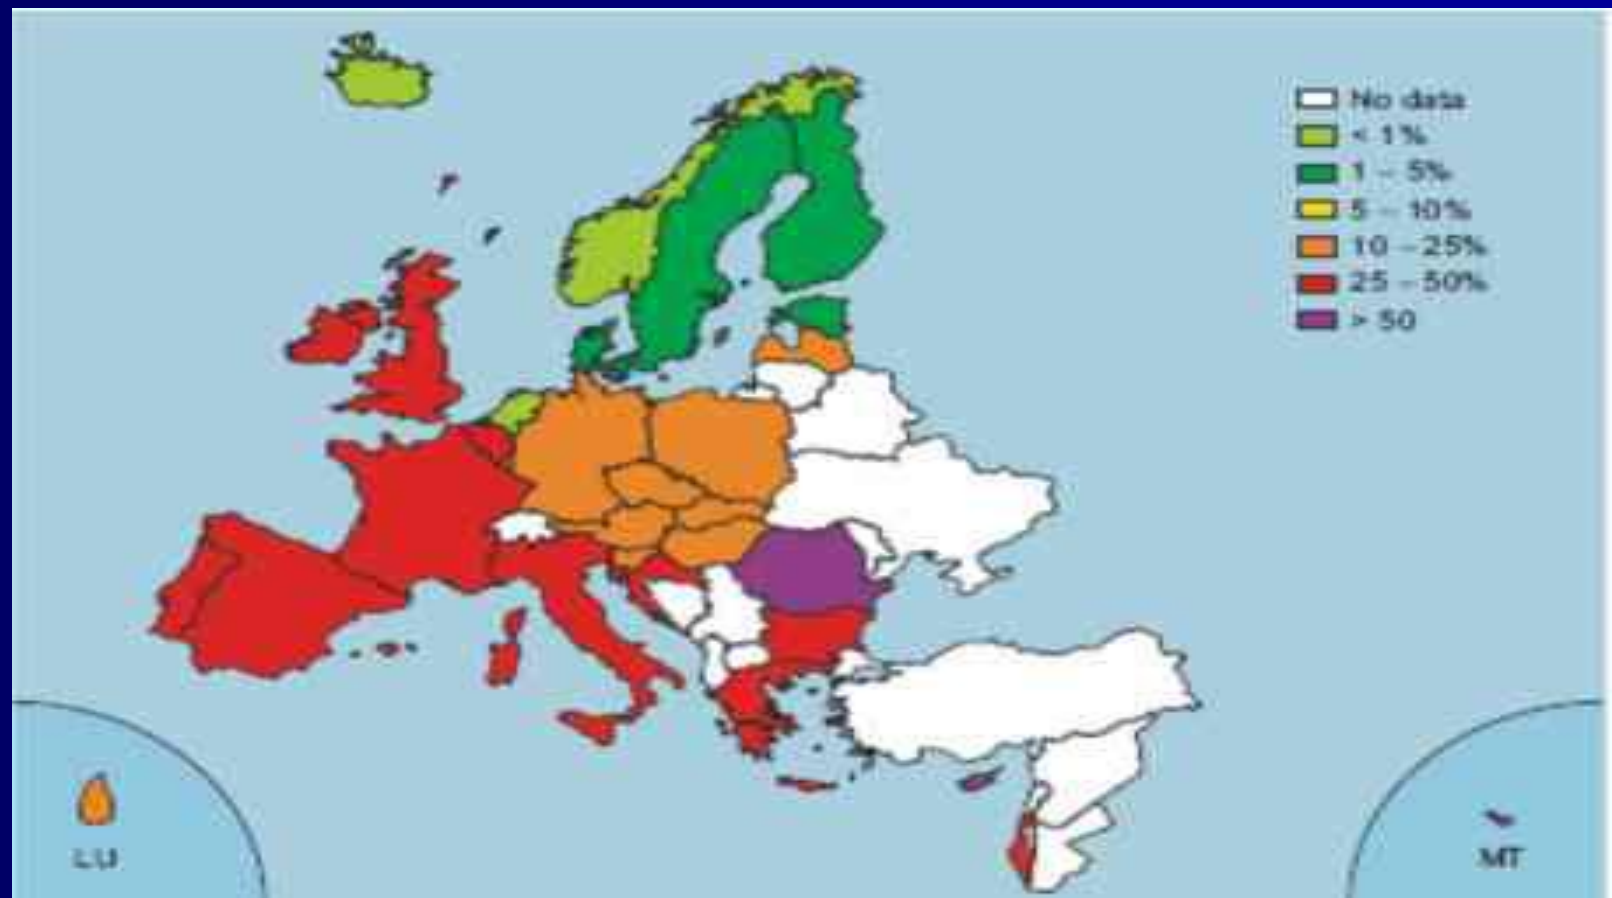 No data
< 1%
1 – 5%
5 – 10%
10 – 25%
25 – 50%
> 50
LU
MT